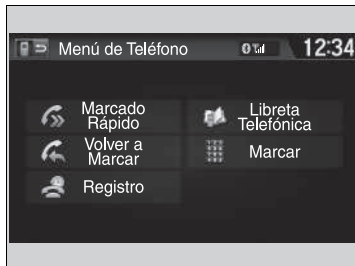 Menú de Teléfono
12:34
Marcado
Rápido
Libreta
Telefónica
Volver a
Marcar
Marcar
Registro